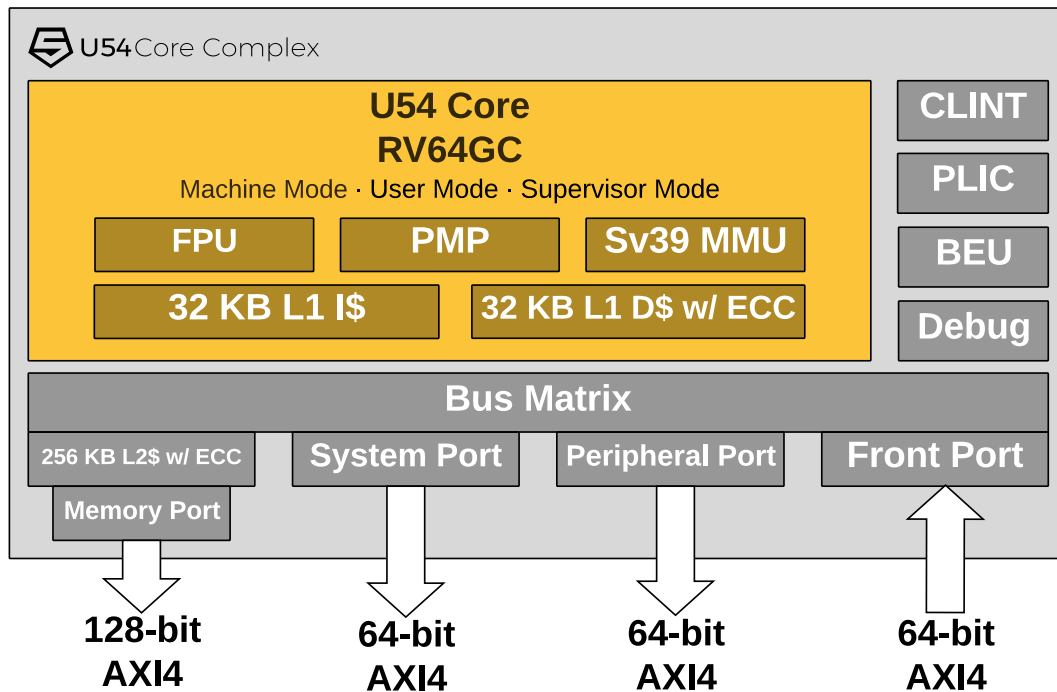 U54 Core Complex
U54 Core
RV64GC
Machine Mode · User Mode · Supervisor Mode
FPU
PMP
Sv39 MMU
32 KB L1 I$
32 KB L1 D$ w/ ECC
CLINT
PLIC
BEU
Debug
Bus Matrix
256 KB L2$ w/ ECC
System Port
Peripheral Port
Front Port
Memory Port
128-bit
AXI4
64-bit
AXI4
64-bit
AXI4
64-bit
AXI4